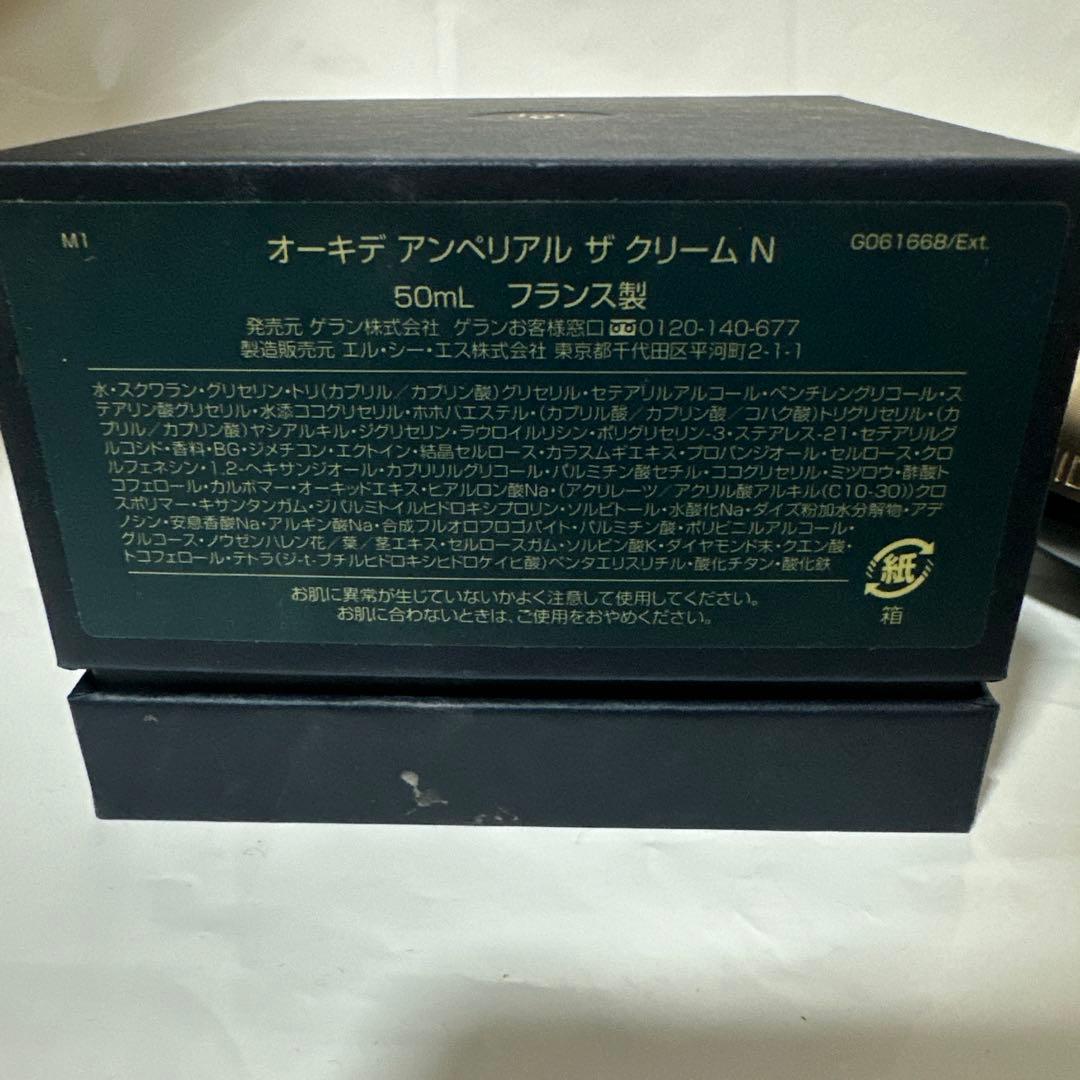 M1
オーキデ アンペリアル ザ クリーム N
G061668/Ext.
50mL フランス製
発売元 ゲラン株式会社 ゲランお客様窓口 0120-140-677
製造販売元 エル・シー・エス株式会社 東京都千代田区平河町2-1-1
水・スクワラン・グリセリン・トリ(カプリル/カプリン酸)グリセリル・セテアリルアルコール・ペンチレングリコール・ス
テアリン酸グリセリル・水添ココグリセリル・ホホバエステル・(カプリル酸/カプリン酸/コハク酸)トリグリセリル・(カ
プリル/カプリン酸)ヤシアルキル・ジグリセリン・ラウロイルリシン・ポリグリセリン-3・ステアレス-21・セテアリルグ
ルコシド・香料・BG・ジメチコン・エクトイン・結晶セルロース・カラスムギエキス・プロパンジオール・セルロース・クロ
ルフェネシン・1,2-ヘキサンジオール・カプリリルグリコール・パルミチン酸セチル・ココグリセリル・ミツロウ・酢酸ト
コフェロール・カルボマー・オーキッドエキス・ヒアルロン酸Na・(アクリレーツ/アクリル酸アルキル(C10-30))クロ
スポリマー・キサンタンガム・ジパルミトイルヒドロキシプロリン・ソルビトール・水酸化Na・ダイズ粉加水分解物・アデ
ノシン・安息香酸Na・アルギン酸Na・合成フルオロフロゴパイト・パルミチン酸・ポリビニルアルコール・
グルコース・ノウゼンハレン花/葉/茎エキス・セルロースガム・ソルビン酸K・ダイヤモンド末・クエン酸・
トコフェロール・テトラ(ジ-t-ブチルヒドロキシヒドロケイヒ酸)ペンタエリスリチル・酸化チタン・酸化鉄
お肌に異常が生じていないかよく注意して使用してください。
お肌に合わないときは、ご使用をおやめください。
紙
箱